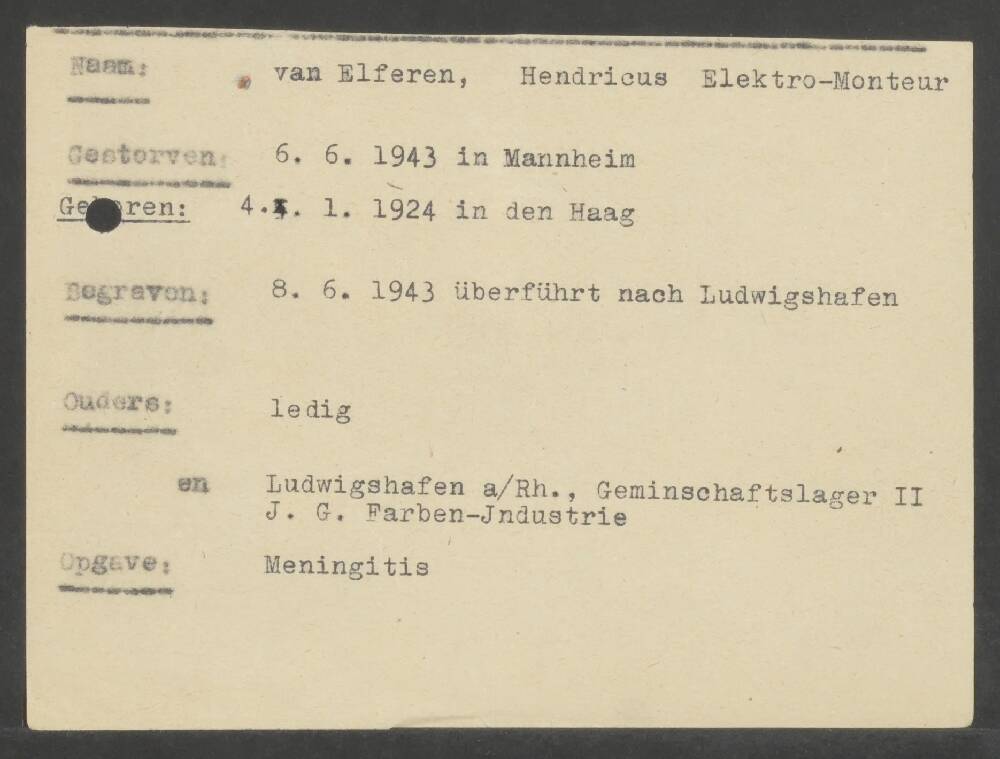 Naam: van Elferen, Hendricus Elektro-Monteur
Gestorven: 6. 6. 1943 in Mannheim
Geboren: 4. 1. 1924 in den Haag
Begraven: 8. 6. 1943 überführt nach Ludwigshafen
Ouders: ledig
en Ludwigshafen a/Rh., Geminschaftslager II
J. G. Farben-Jndustrie
Opgave: Meningitis